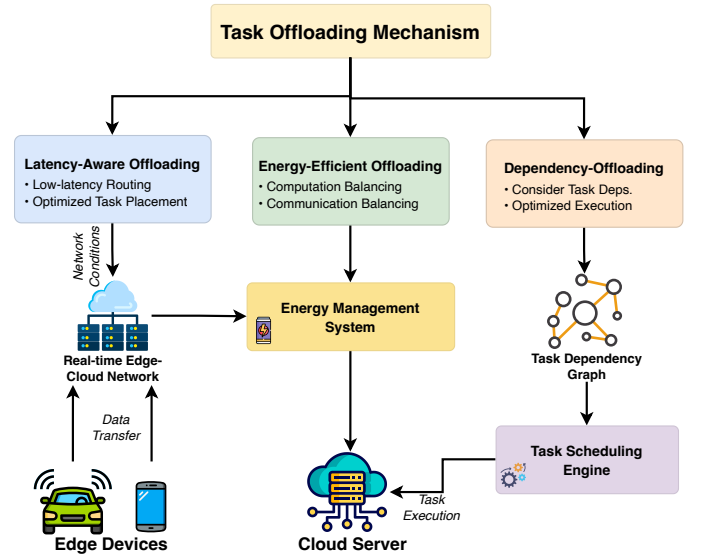 Task Offloading Mechanism
Latency-Aware Offloading
• Low-latency Routing
• Optimized Task Placement
Energy-Efficient Offloading
• Computation Balancing
• Communication Balancing
Dependency-Offloading
• Consider Task Deps.
• Optimized Execution
Network
Conditions
Energy Management
System
Real-time Edge-
Cloud Network
Task Dependency
Graph
Data
Transfer
Task Scheduling
Engine
Task
Execution
Edge Devices
Cloud Server